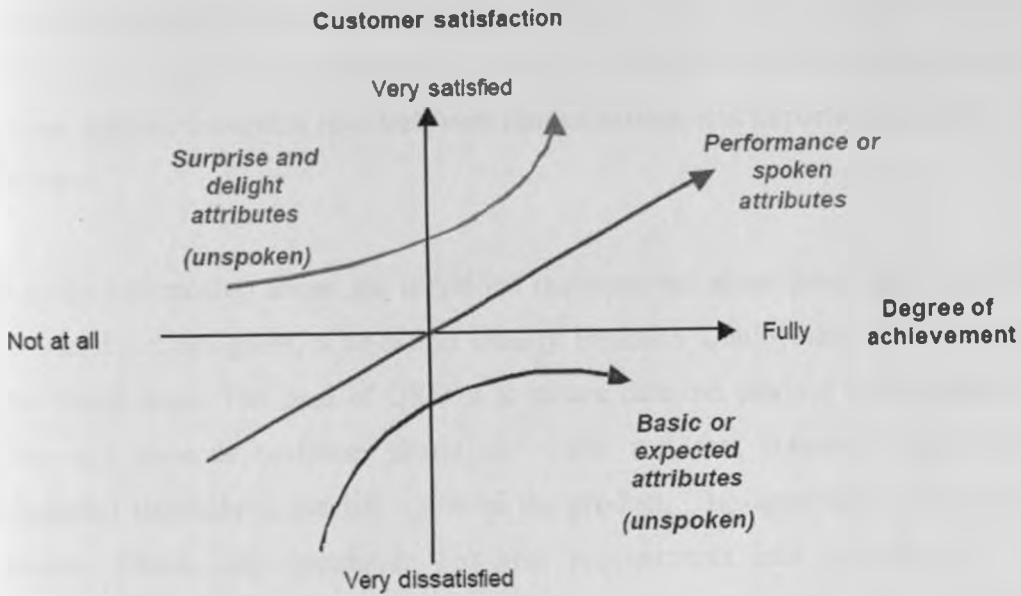 Customer satisfaction
Very satisfied
Surprise and
delight
attributes
(unspoken)
Performance or
spoken
attributes
Not at all
Fully
Degree of
achievement
Basic or
expected
attributes
(unspoken)
Very dissatisfied